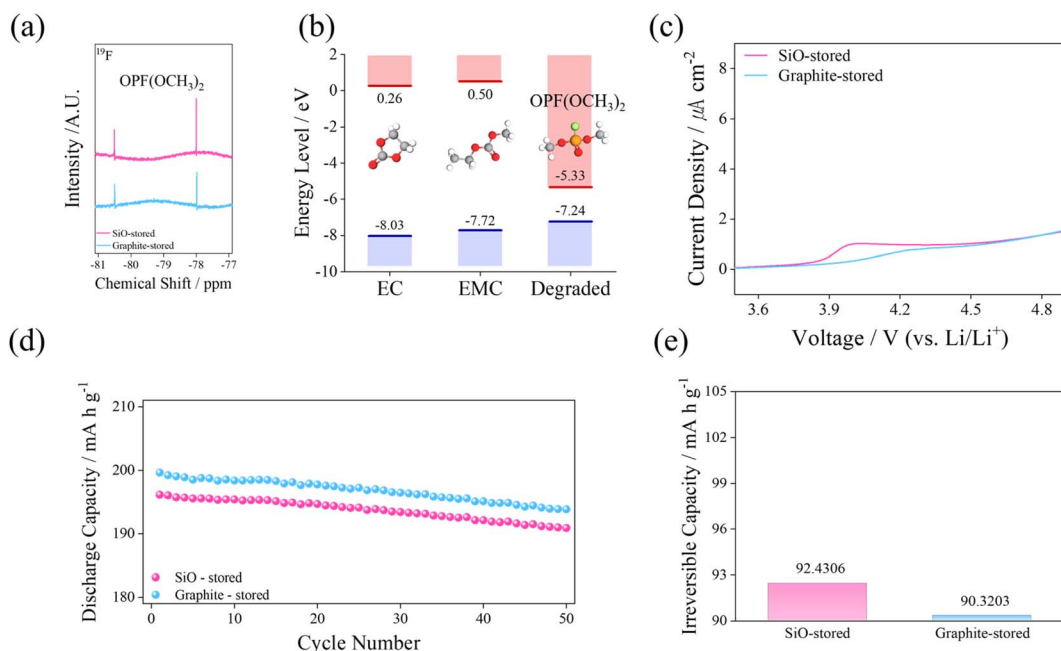 (a)
¹⁹F
OPF(OCH₃)₂
Intensity /A.U.
SiO-stored
Graphite-stored
-81 -80 -79 -78 -77
Chemical Shift / ppm
(b)
Energy Level / eV
2
0
-2
-4
-6
-8
-10
0.26
0.50
OPF(OCH₃)₂
-5.33
-8.03
-7.72
-7.24
EC EMC Degraded
(c)
Current Density / μA cm⁻²
8
6
4
2
0
SiO-stored
Graphite-stored
3.6 3.9 4.2 4.5 4.8
Voltage / V (vs. Li/Li⁺)
(d)
Discharge Capacity / mA h g⁻¹
210
200
190
180
SiO - stored
Graphite - stored
0 10 20 30 40 50
Cycle Number
(e)
Irreversible Capacity / mA h g⁻¹
105
102
99
96
93
90
92.4306
90.3203
SiO-stored Graphite-stored